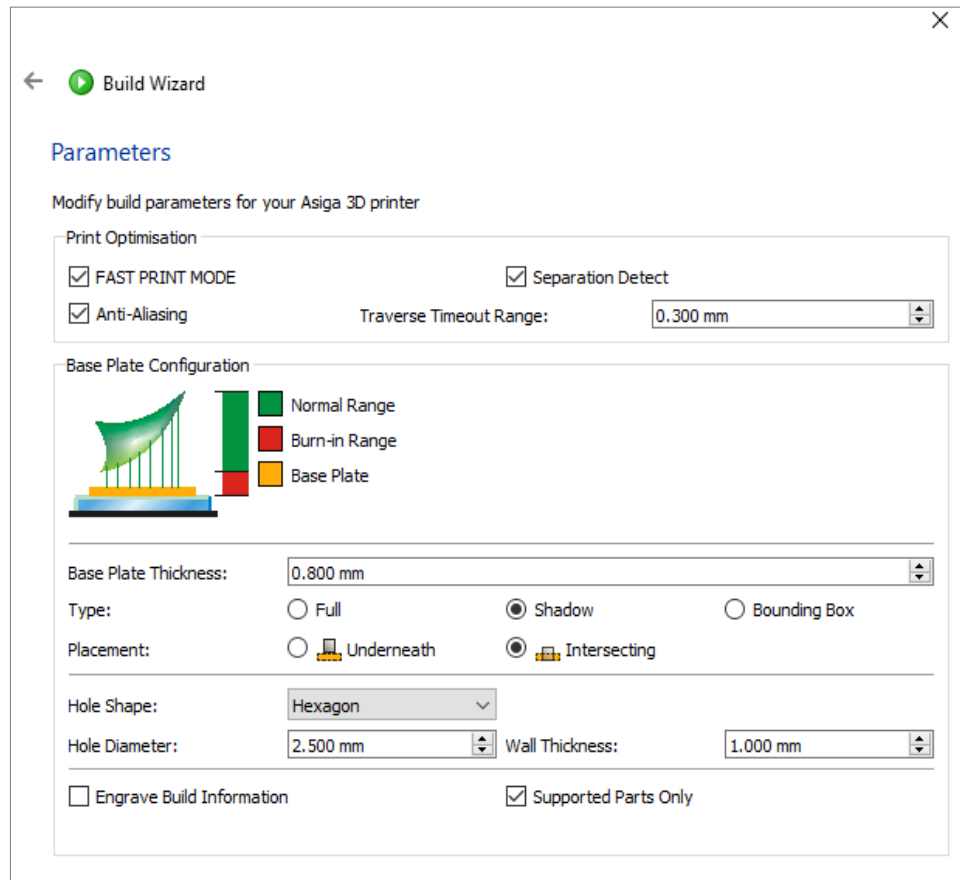 Build Wizard
Parameters
Modify build parameters for your Asiga 3D printer
Print Optimisation
FAST PRINT MODE Separation Detect
Anti-Aliasing Traverse Timeout Range: 0.300 mm
Base Plate Configuration
Normal Range
Burn-in Range
Base Plate
Base Plate Thickness: 0.800 mm
Type: Full Shadow Bounding Box
Placement: Underneath Intersecting
Hole Shape: Hexagon
Hole Diameter: 2.500 mm Wall Thickness: 1.000 mm
Engrave Build Information Supported Parts Only